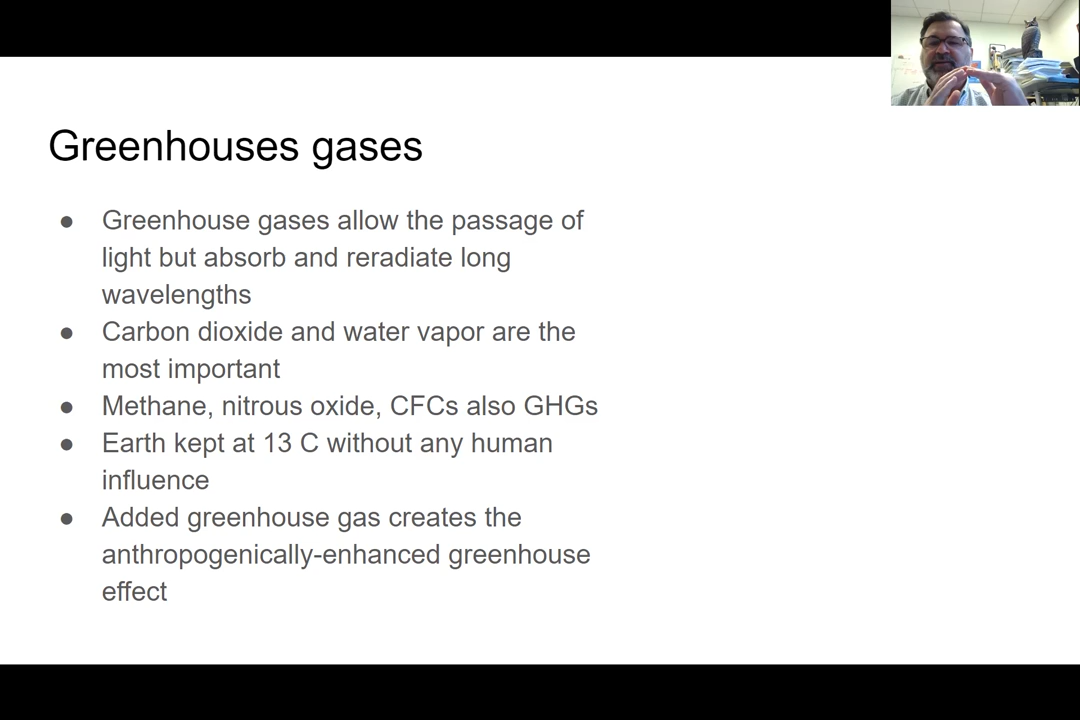 Greenhouses gases
● Greenhouse gases allow the passage of
light but absorb and reradiate long
wavelengths
● Carbon dioxide and water vapor are the
most important
● Methane, nitrous oxide, CFCs also GHGs
● Earth kept at 13 C without any human
influence
● Added greenhouse gas creates the
anthropogenically-enhanced greenhouse
effect